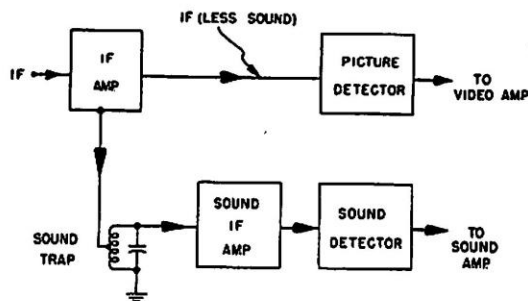 IF (LESS SOUND)
IF
IF
AMP
PICTURE
DETECTOR
TO
VIDEO AMP
SOUND
TRAP
SOUND
IF
AMP
SOUND
DETECTOR
TO
SOUND
AMP